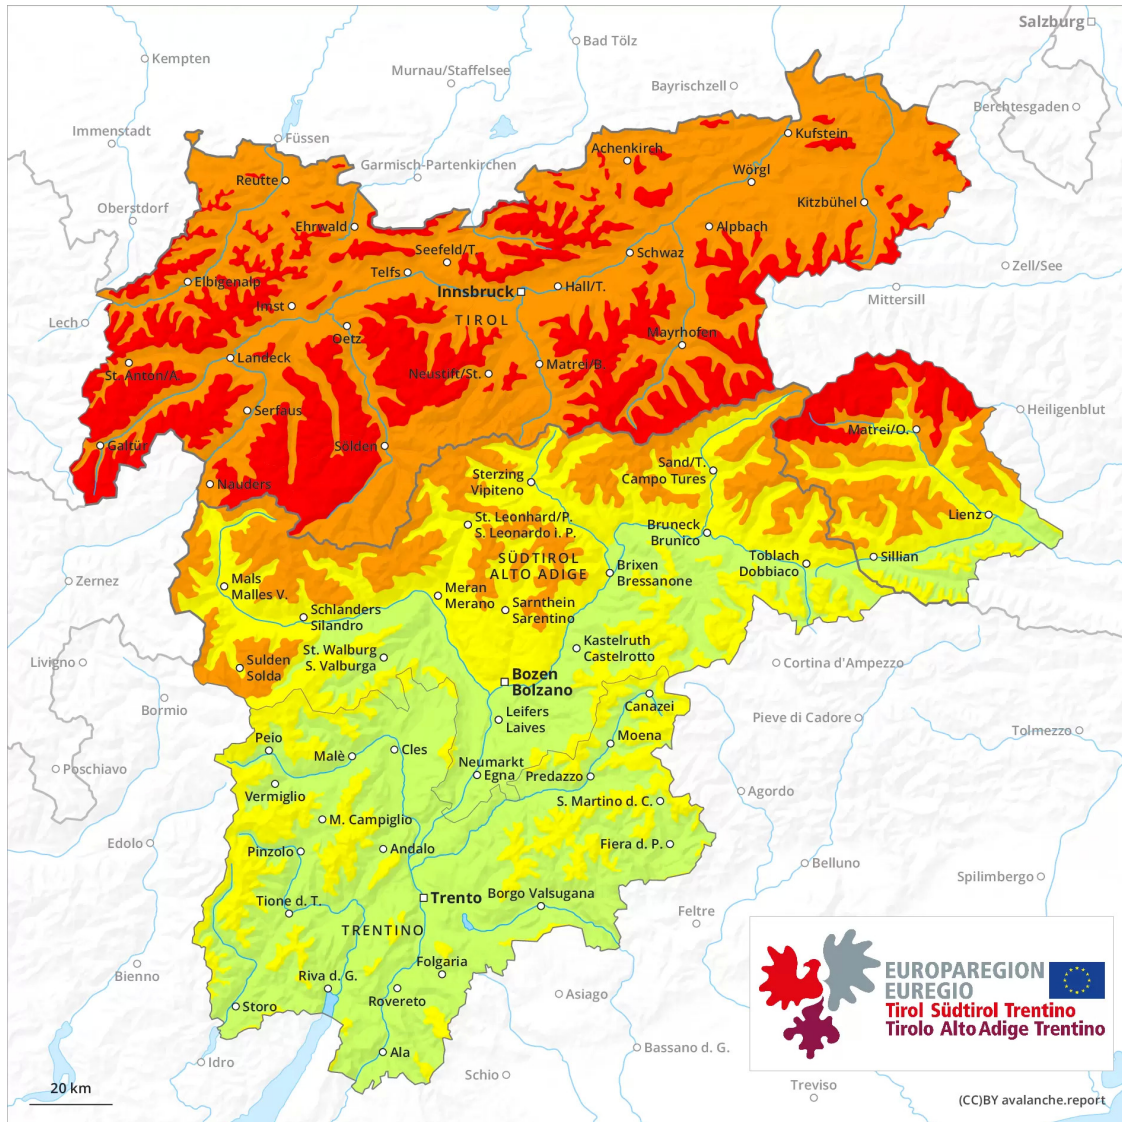 Salzburg
Bad Tölz
Kempten
Murnau/Staffelsee
Bayrischzell
Berchtesgaden
Immenstadt
Füssen
Kufstein
Achenkirch
Garmisch-Partenkirchen
Wörgl
Reutte
Kitzbühel
Oberstdorf
Ehrwald
Alpbach
Seefeld/T.
Schwaz
Zell/See
Telfs
Elbigenalp
Hall/T.
Innsbruck
Mittersill
Imst
Lech
TIROL
Oetz
Mayrhofen
Landeck
Matrei/B.
St. Anton/A.
Neustift/St.
Serfaus
Heiligenblut
Matrei/O.
Galtür
Sölden
Sand/T.
Campo Tures
Sterzing
Vipiteno
Nauders
Lienz
St. Leonhard/P.
S. Leonardo i. P.
Bruneck
Brunico
SÜDTIROL
ALTO ADIGE
Toblach
Dobbiaco
Sillian
Brixen
Bressanone
Zernez
Mals
Malles V.
Meran
Merano
Sarnthein
Sarentino
Schlanders
Silandro
Kastelruth
Castelrotto
St. Walburg
S. Valburga
Livigno
Sulden
Solda
Cortina d'Ampezzo
Bozen
Bolzano
Canazei
Bormio
Leifers
Laives
Pieve di Cadore
Tolmezzo
Peio
Moena
Malè
Cles
Poschiavo
Neumarkt
Egna
Predazzo
Vermiglio
Agordo
S. Martino d. C.
M. Campiglio
Edolo
Pinzolo
Andalo
Fiera d. P.
Belluno
Spilimbergo
Tione d. T.
Trento
Borgo Valsugana
Feltre
TRENTINO
Folgaria
Bienno
Riva d. G.
Rovereto
Asiago
Storo
EUROPAREGION
EUREGIO
Tirol Südtirol Trentino
Tirolo Alto Adige Trentino
Ala
Bassano d. G.
Idro
Schio
Treviso
20 km
(CC)BY avalanche.report